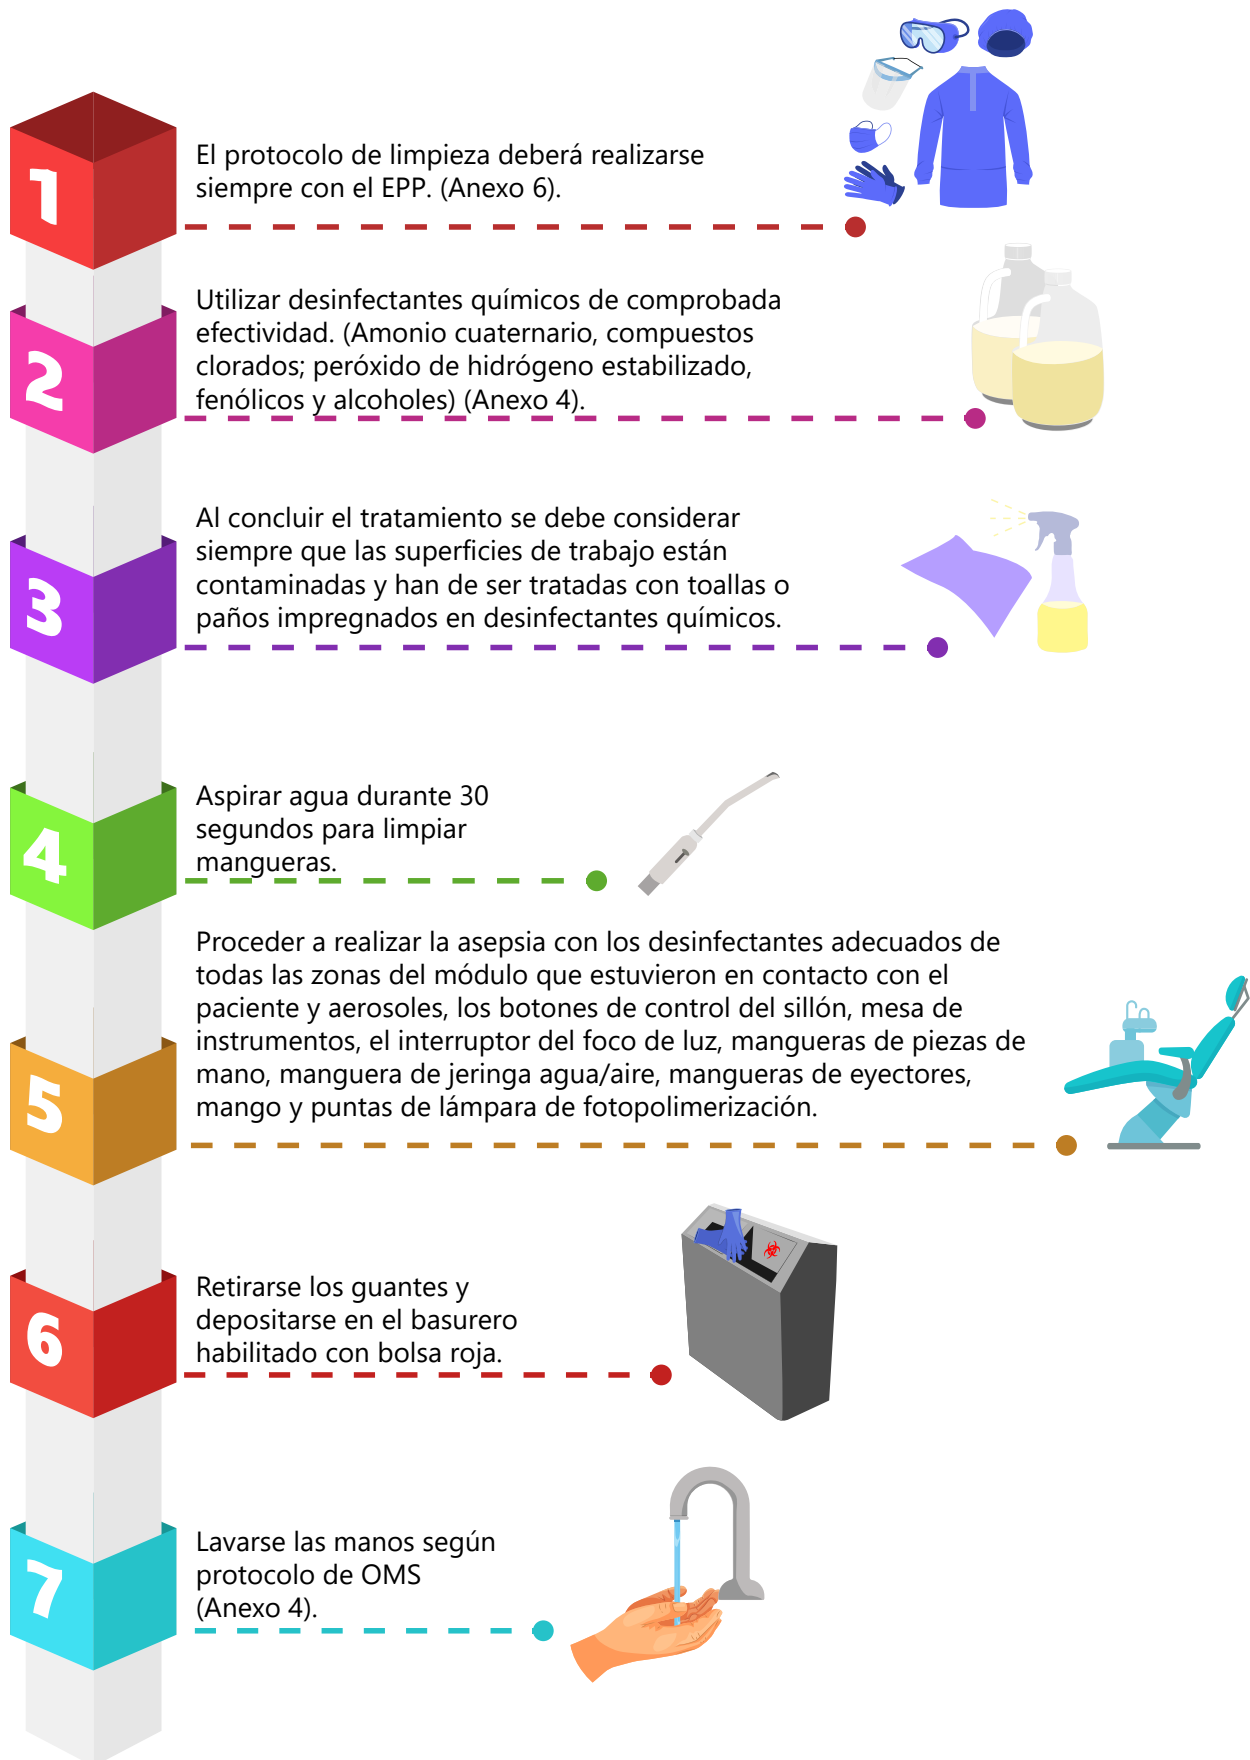 1
El protocolo de limpieza deberá realizarse
siempre con el EPP. (Anexo 6).
2
Utilizar desinfectantes químicos de comprobada
efectividad. (Amonio cuaternario, compuestos
clorados; peróxido de hidrógeno estabilizado,
fenólicos y alcoholes) (Anexo 4).
3
Al concluir el tratamiento se debe considerar
siempre que las superficies de trabajo están
contaminadas y han de ser tratadas con toallas o
paños impregnados en desinfectantes químicos.
4
Aspirar agua durante 30
segundos para limpiar
mangueras.
5
Proceder a realizar la asepsia con los desinfectantes adecuados de
todas las zonas del módulo que estuvieron en contacto con el
paciente y aerosoles, los botones de control del sillón, mesa de
instrumentos, el interruptor del foco de luz, mangueras de piezas de
mano, manguera de jeringa agua/aire, mangueras de eyectores,
mango y puntas de lámpara de fotopolimerización.
6
Retirarse los guantes y
depositarse en el basurero
habilitado con bolsa roja.
7
Lavarse las manos según
protocolo de OMS
(Anexo 4).